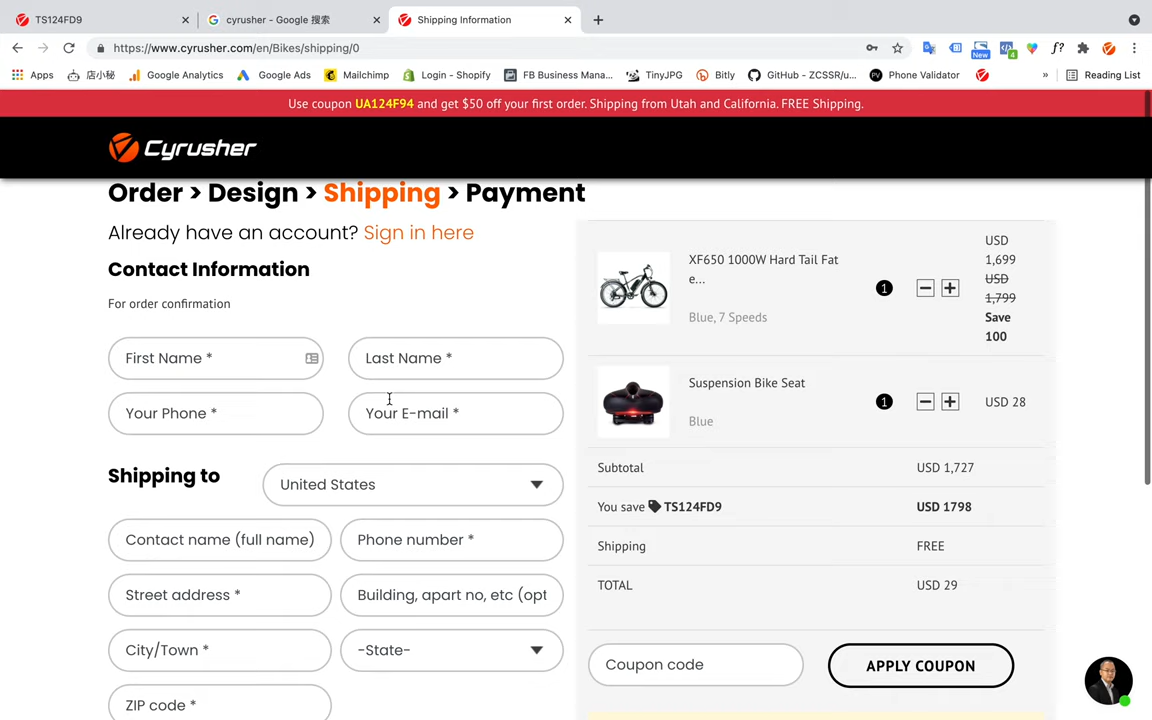 TS124FD9
cyrusher - Google 搜索
Shipping Information
https://www.cyrusher.com/en/Bikes/shipping/0
New
4
f?
Apps
店小秘
Google Analytics
Google Ads
Mailchimp
Login - Shopify
FB Business Mana...
TinyJPG
Bitly
GitHub - ZCSSR/u...
Phone Validator
»
Reading List
Use coupon UA124F94 and get $50 off your first order. Shipping from Utah and California. FREE Shipping.
Cyrusher
Order > Design > Shipping > Payment
Already have an account? Sign in here
Contact Information
For order confirmation
First Name *
Last Name *
Your Phone *
Your E-mail *
Shipping to
United States
Contact name (full name)
Phone number *
Street address *
Building, apart no, etc (opt
City/Town *
-State-
ZIP code *
XF650 1000W Hard Tail Fat
e...
Blue, 7 Speeds
1
USD
1,699
USD
1,799
Save
100
Suspension Bike Seat
Blue
1
USD 28
Subtotal
USD 1,727
You save TS124FD9
USD 1798
Shipping
FREE
TOTAL
USD 29
Coupon code
APPLY COUPON